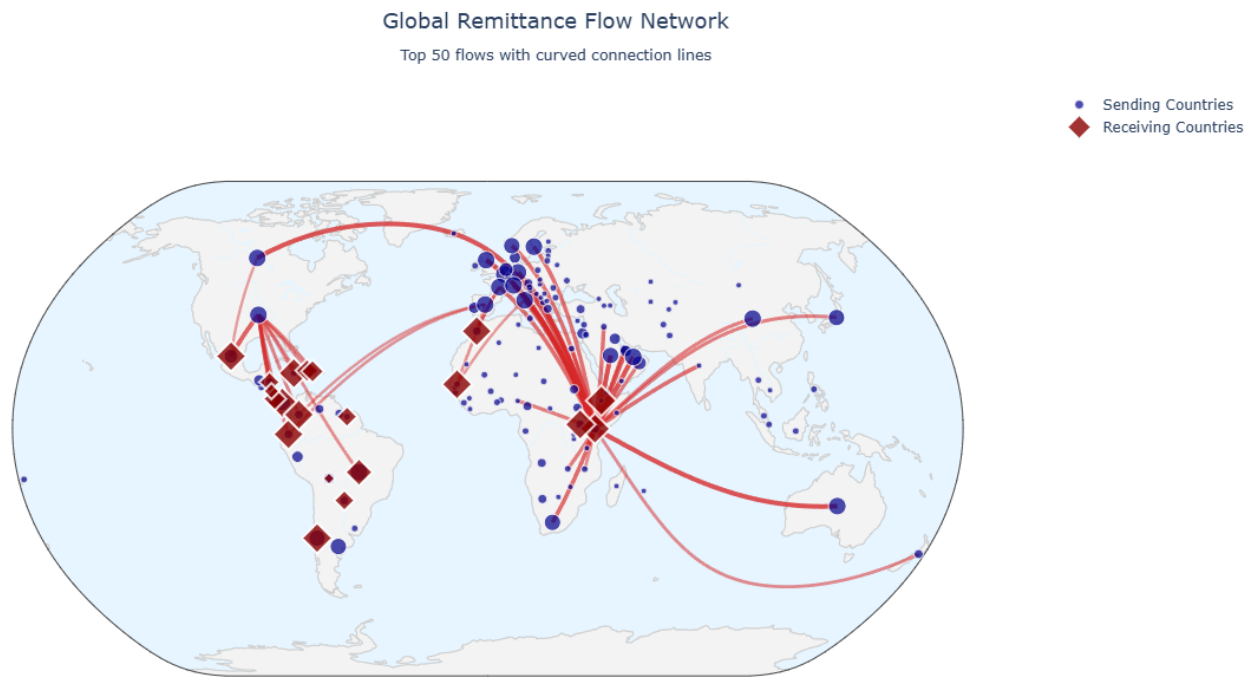 Global Remittance Flow Network
Top 50 flows with curved connection lines
Sending Countries
Receiving Countries